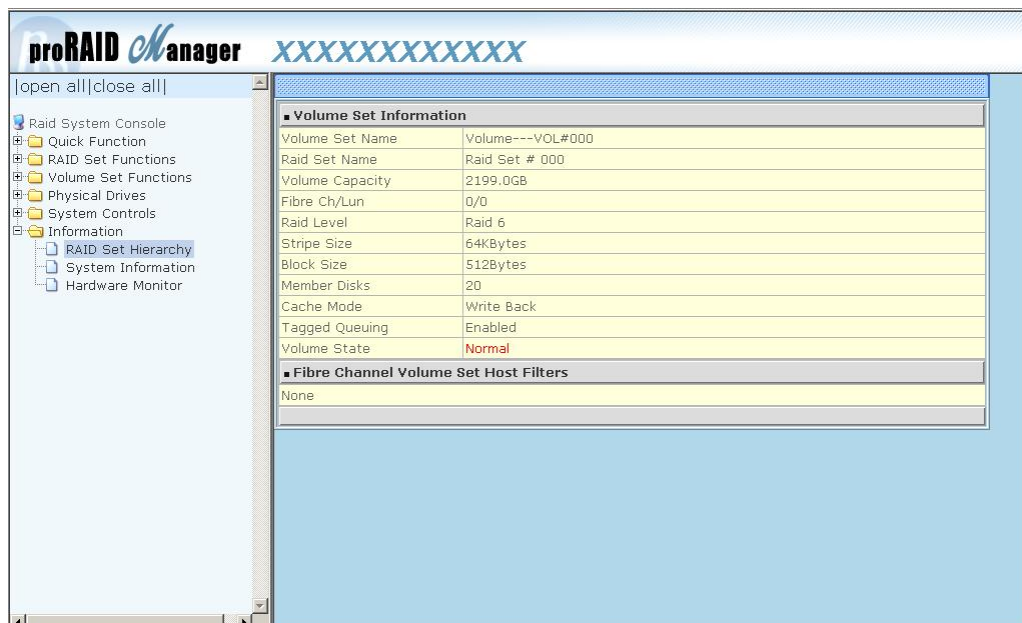 proRAID Manager XXXXXXXXXXXX
|open all|close all|
Raid System Console
Quick Function
RAID Set Functions
Volume Set Functions
Physical Drives
System Controls
Information
RAID Set Hierarchy
System Information
Hardware Monitor
Volume Set Information
Volume Set Name Volume---VOL#000
Raid Set Name Raid Set # 000
Volume Capacity 2199.0GB
Fibre Ch/Lun 0/0
Raid Level Raid 6
Stripe Size 64KBytes
Block Size 512Bytes
Member Disks 20
Cache Mode Write Back
Tagged Queuing Enabled
Volume State Normal
Fibre Channel Volume Set Host Filters
None